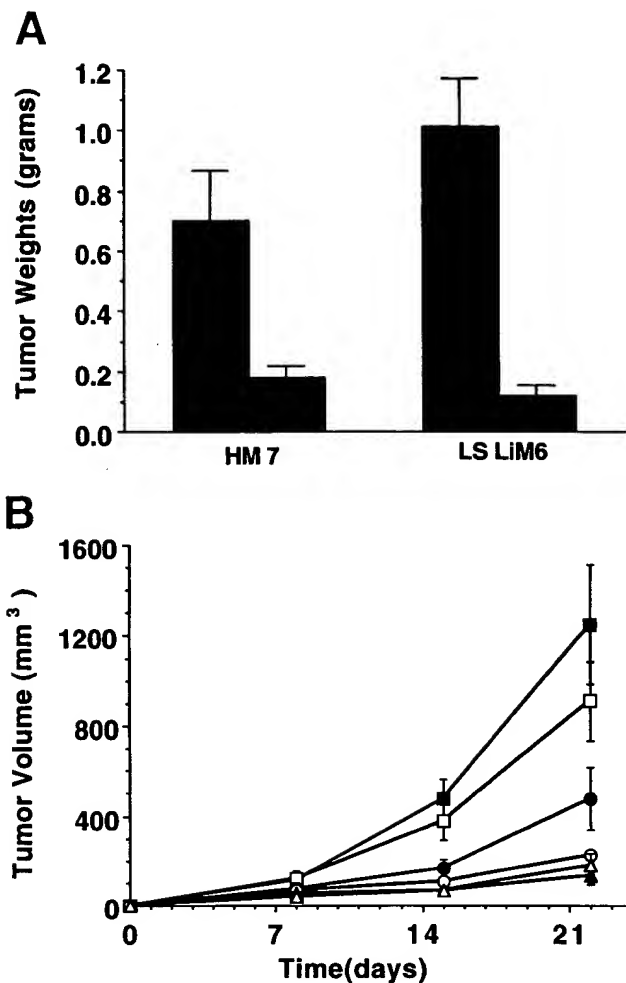 A
Tumor Weights (grams)
1.2
1.0
0.8
0.6
0.4
0.2
0.0
HM 7
LS LiM6
B
Tumor Volume (mm³)
1600
1200
800
400
0
0
7
14
21
Time(days)